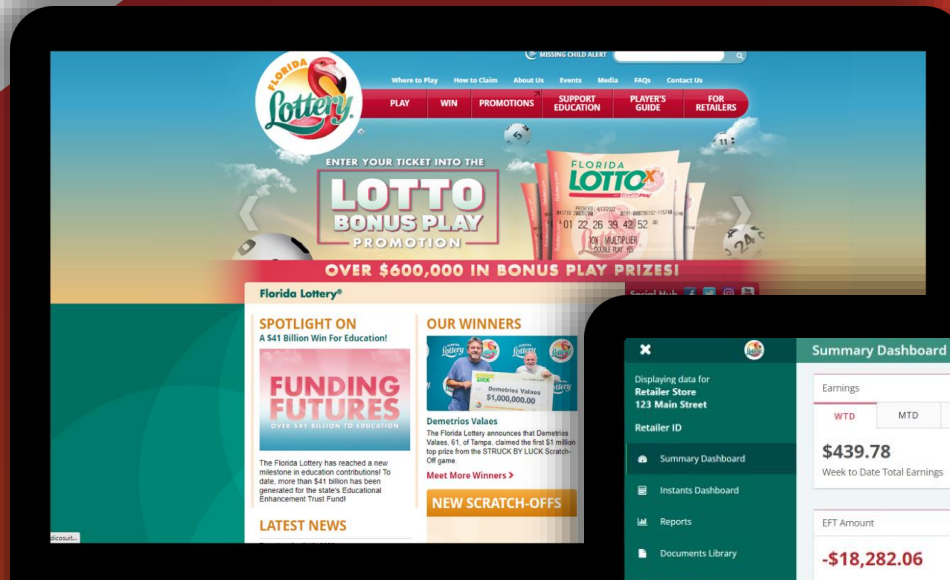 MISSING CHILD ALERT
Where to Play How to Claim About Us Events Media FAQs Contact Us
FLORIDA
Lottery
PLAY WIN PROMOTIONS SUPPORT EDUCATION PLAYER'S GUIDE FOR RETAILERS
5
11
ENTER YOUR TICKET INTO THE
LOTTO
BONUS PLAY
PROMOTION
FLORIDA
LOTTO X
01 22 26 39 42 52
10X MULTIPLIER
DOUBLE PLAY YES
24
OVER $600,000 IN BONUS PLAY PRIZES!
Florida Lottery®
Social Hub
SPOTLIGHT ON
A $41 Billion Win For Education!
FUNDING
FUTURES
OVER $41 BILLION TO EDUCATION
The Florida Lottery has reached a new
milestone in education contributions! To
date, more than $41 billion has been
generated for the state's Educational
Enhancement Trust Fund!
LATEST NEWS
OUR WINNERS
Demetrios Valaes
$1,000,000.00
Demetrios Valaes
The Florida Lottery announces that Demetrios
Valaes, 61, of Tampa, claimed the first $1 million
top prize from the STRUCK BY LUCK Scratch-
Off game.
Meet More Winners >
NEW SCRATCH-OFFS
dicosuit...
Summary Dashboard
Displaying data for
Retailer Store
123 Main Street
Retailer ID
Summary Dashboard
Instants Dashboard
Reports
Documents Library
Earnings
WTD MTD
$439.78
Week to Date Total Earnings
EFT Amount
-$18,282.06